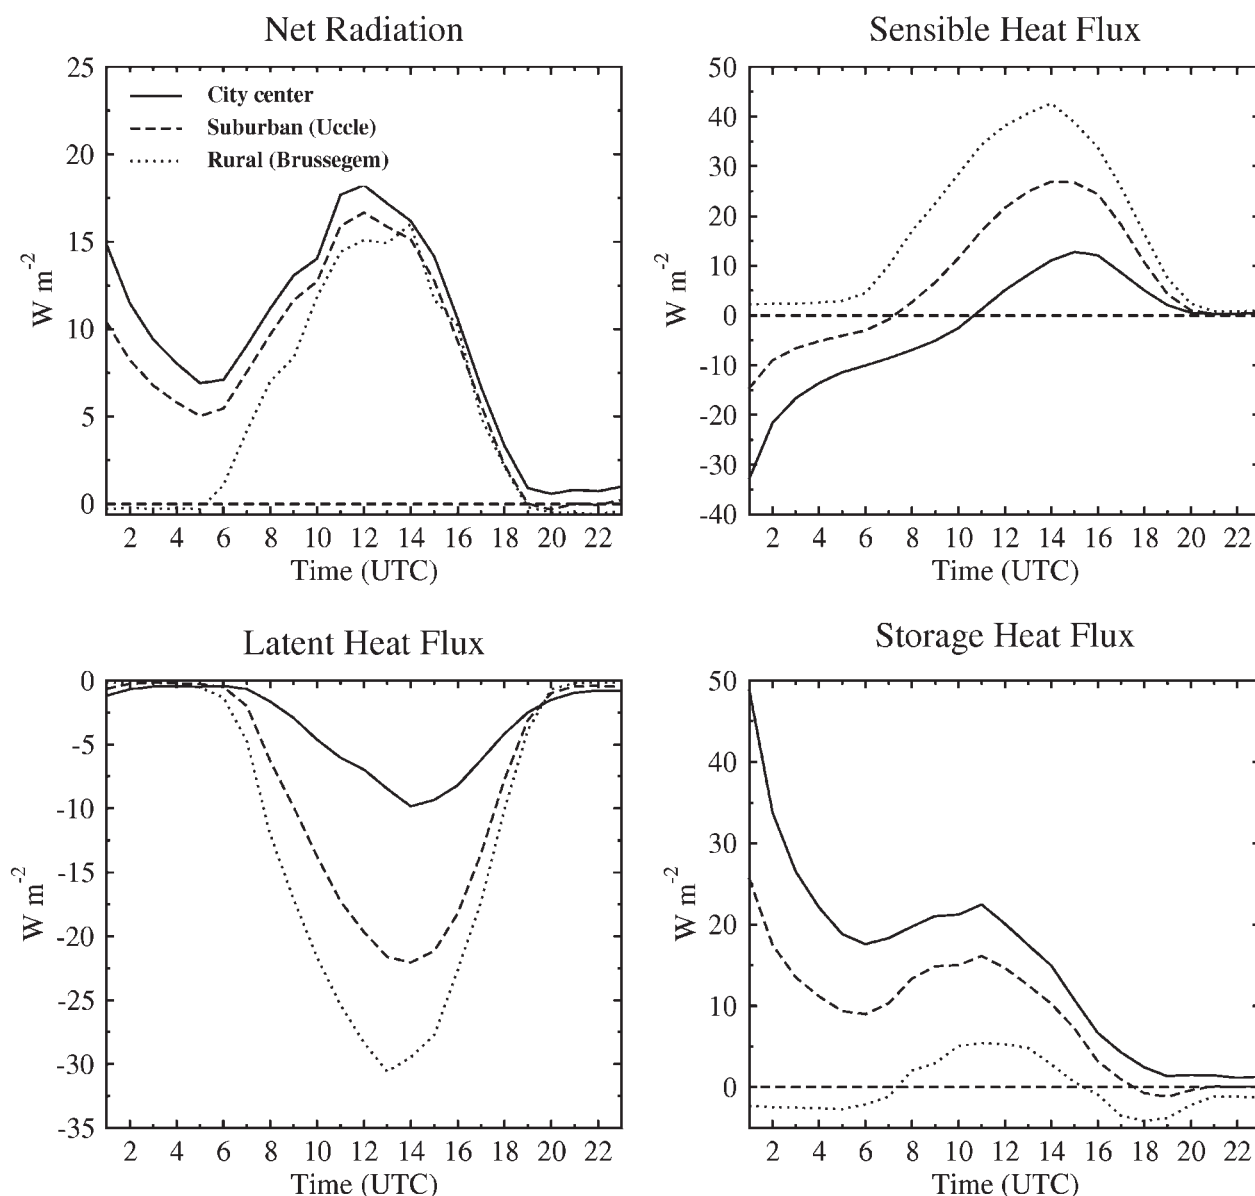 Net Radiation
25
20
15
10
5
0
W m-2
City center
Suburban (Uccle)
Rural (Brussegem)
2 4 6 8 10 12 14 16 18 20 22
Time (UTC)
Sensible Heat Flux
50
40
30
20
10
0
-10
-20
-30
-40
W m-2
2 4 6 8 10 12 14 16 18 20 22
Time (UTC)
Latent Heat Flux
0
-5
-10
-15
-20
-25
-30
-35
W m-2
2 4 6 8 10 12 14 16 18 20 22
Time (UTC)
Storage Heat Flux
50
40
30
20
10
0
W m-2
2 4 6 8 10 12 14 16 18 20 22
Time (UTC)